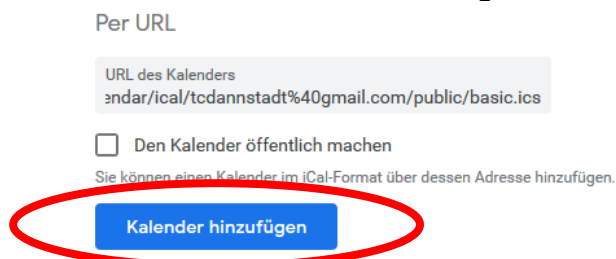 Per URL
URL des Kalenders
endar/ical/tcdannstadt%40gmail.com/public/basic.ics
Den Kalender öffentlich machen
Sie können einen Kalender im iCal-Format über dessen Adresse hinzufügen.
Kalender hinzufügen